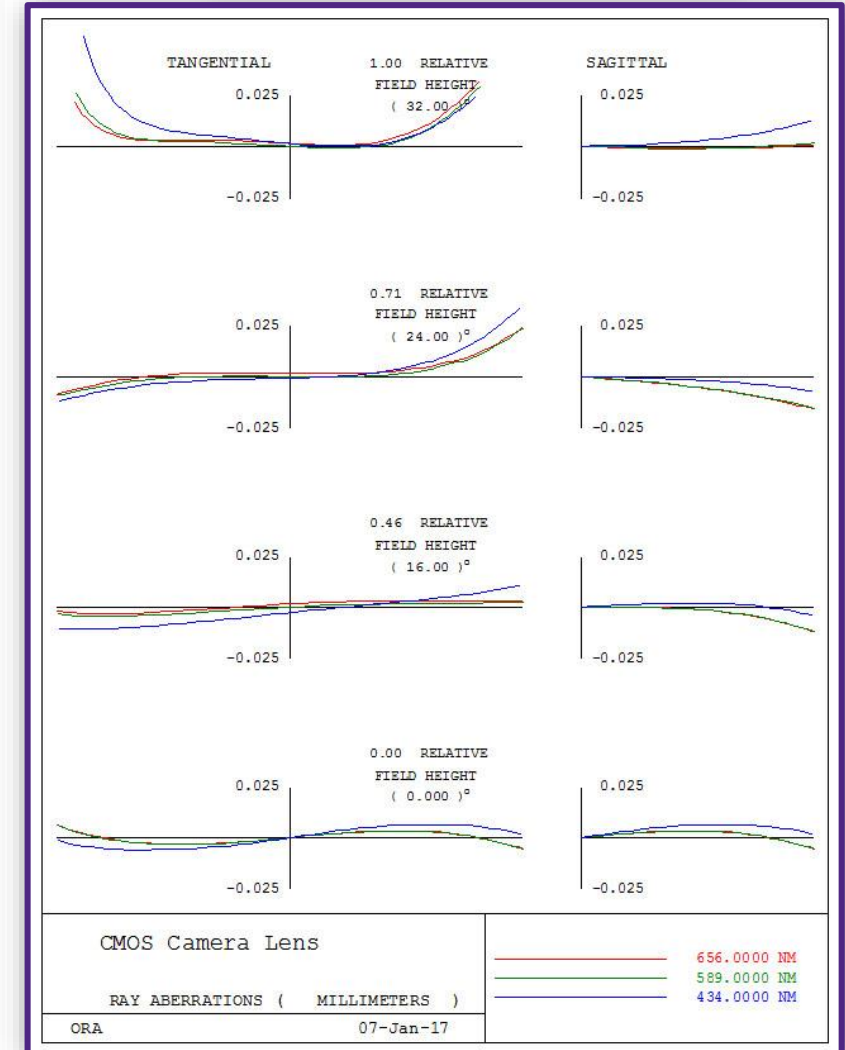 TANGENTIAL 1.00 RELATIVE SAGITTAL
FIELD HEIGHT
( 32.00 )°
0.025 0.025
-0.025 -0.025
0.71 RELATIVE
FIELD HEIGHT
( 24.00 )°
0.025 0.025
-0.025 -0.025
0.46 RELATIVE
FIELD HEIGHT
( 16.00 )°
0.025 0.025
-0.025 -0.025
0.00 RELATIVE
FIELD HEIGHT
( 0.000 )°
0.025 0.025
-0.025 -0.025
CMOS Camera Lens
RAY ABERRATIONS ( MILLIMETERS )
ORA 07-Jan-17
656.0000 NM
589.0000 NM
434.0000 NM